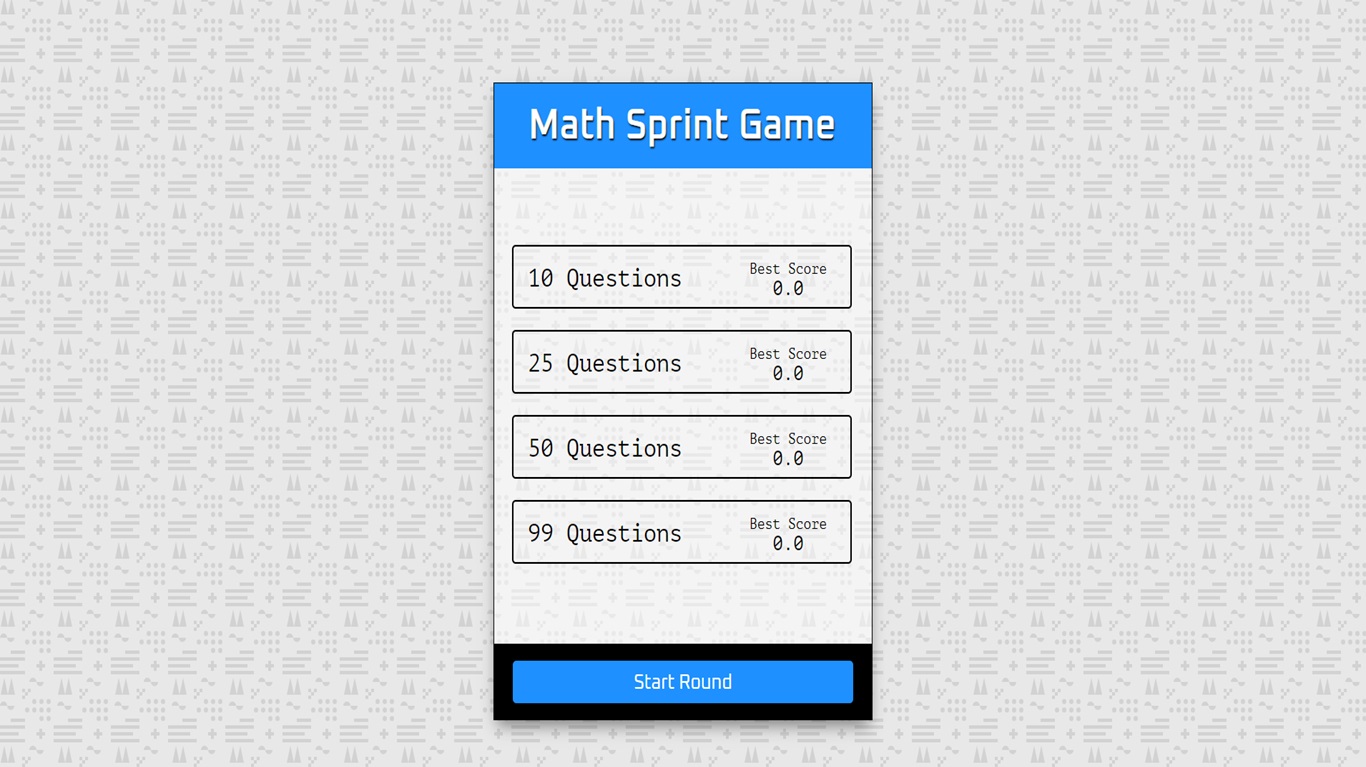 Math Sprint Game
10 Questions
Best Score
0.0
25 Questions
Best Score
0.0
50 Questions
Best Score
0.0
99 Questions
Best Score
0.0
Start Round